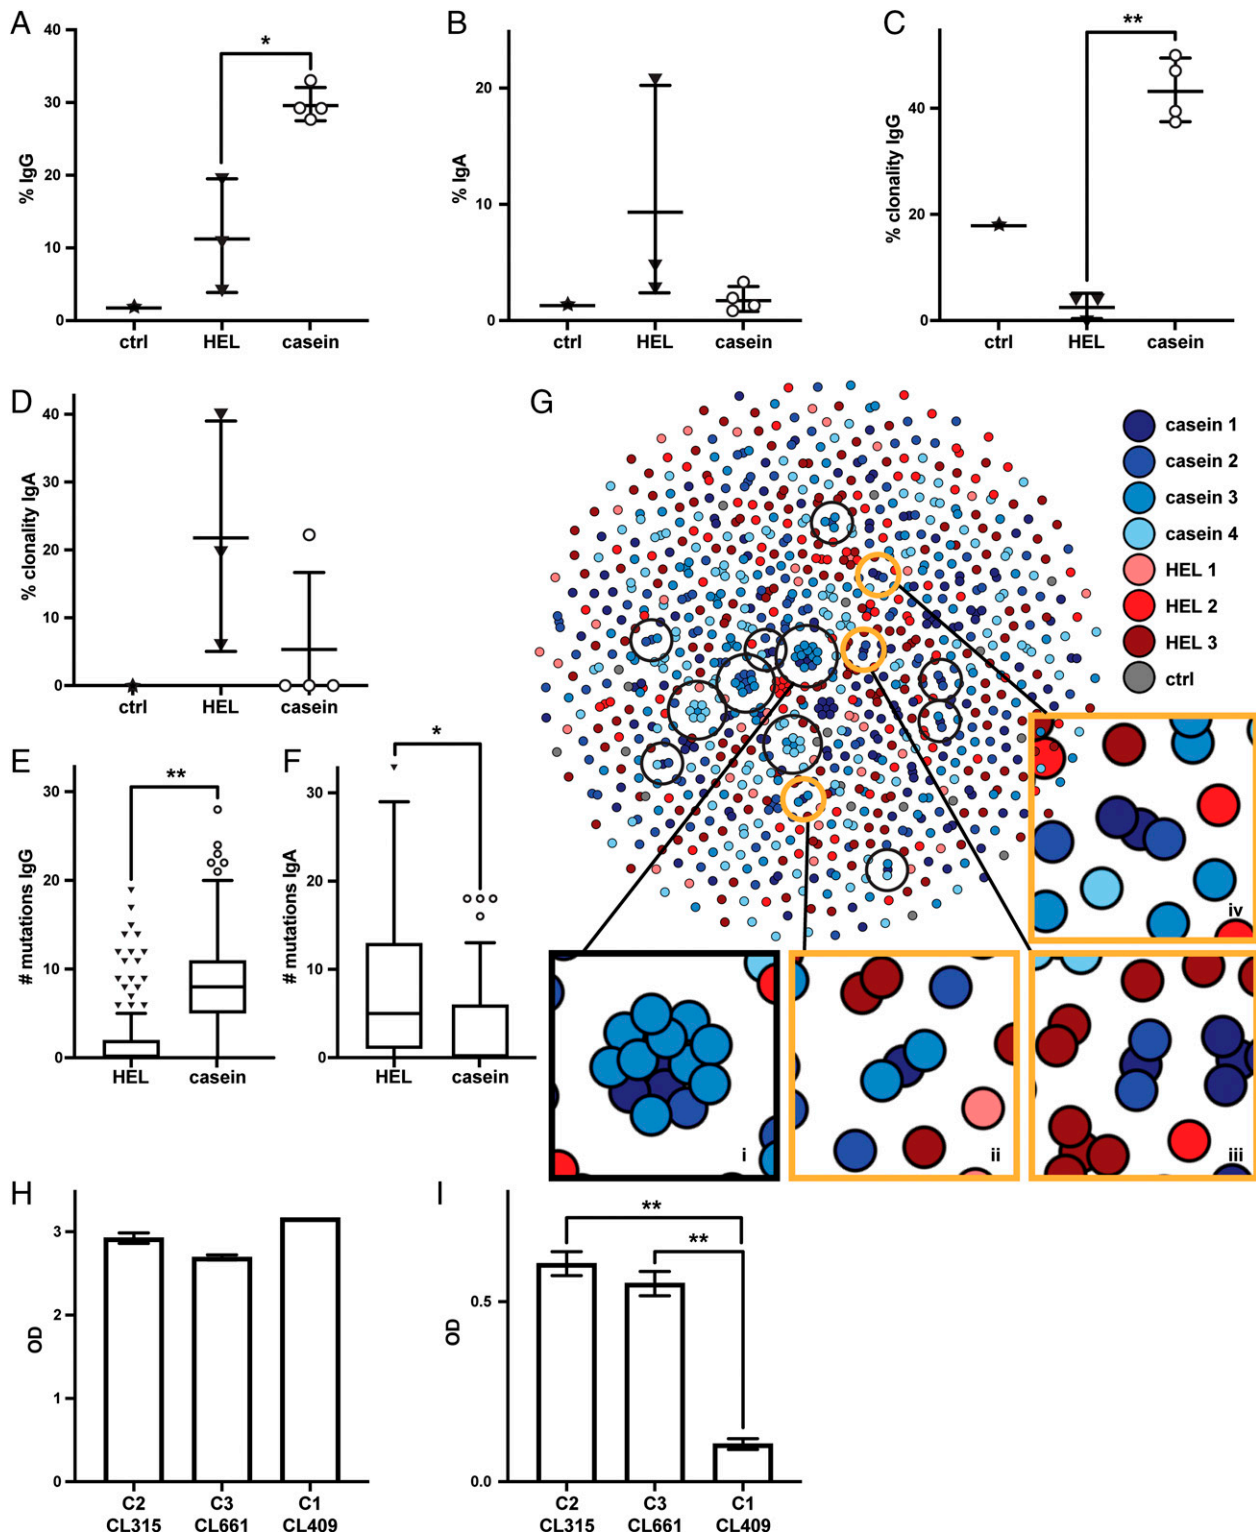 A
% IgG
40
30
20
10
0
*
ctrl HEL casein
B
% IgA
20
10
0
ctrl HEL casein
C
% clonality IgG
40
20
0
**
ctrl HEL casein
D
% clonality IgA
40
30
20
10
0
ctrl HEL casein
G
casein 1
casein 2
casein 3
casein 4
HEL 1
HEL 2
HEL 3
ctrl
E
# mutations IgG
30
20
10
0
**
HEL casein
F
# mutations IgA
30
20
10
0
*
HEL casein
iv
i
ii
iii
H
OD
3
2
1
0
C2 C3 C1
CL315 CL661 CL409
I
OD
0.5
0.0
**
**
C2 C3 C1
CL315 CL661 CL409